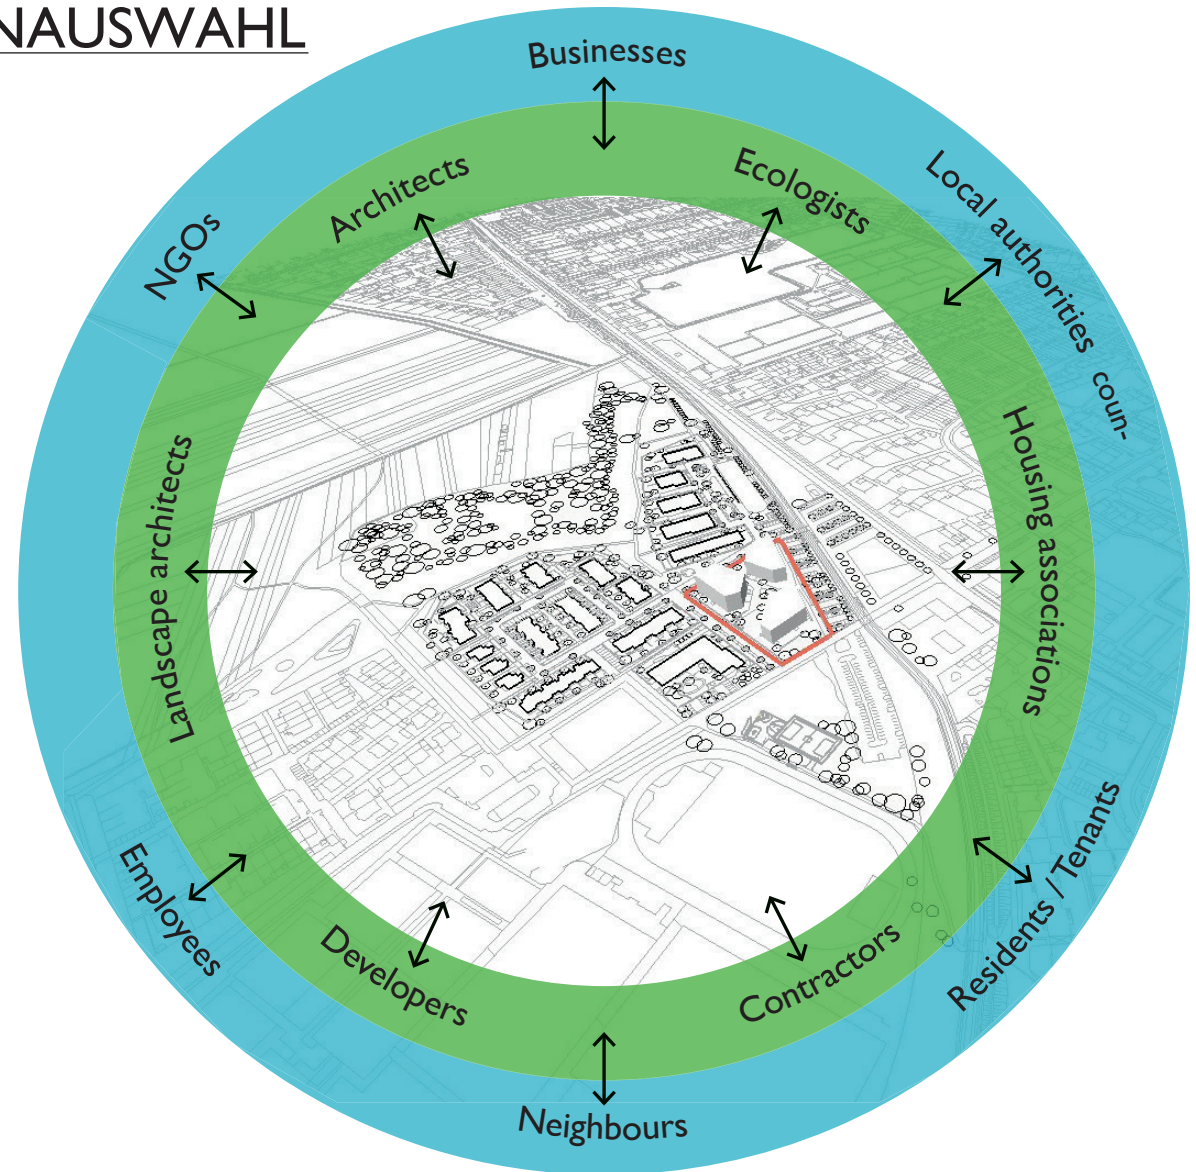 NAUSWAHL
Businesses
Architects
Ecologists
Local authorities coun-
NGOs
Housing associations
Landscape architects
Residents / Tenants
Employees
Developers
Contractors
Neighbours